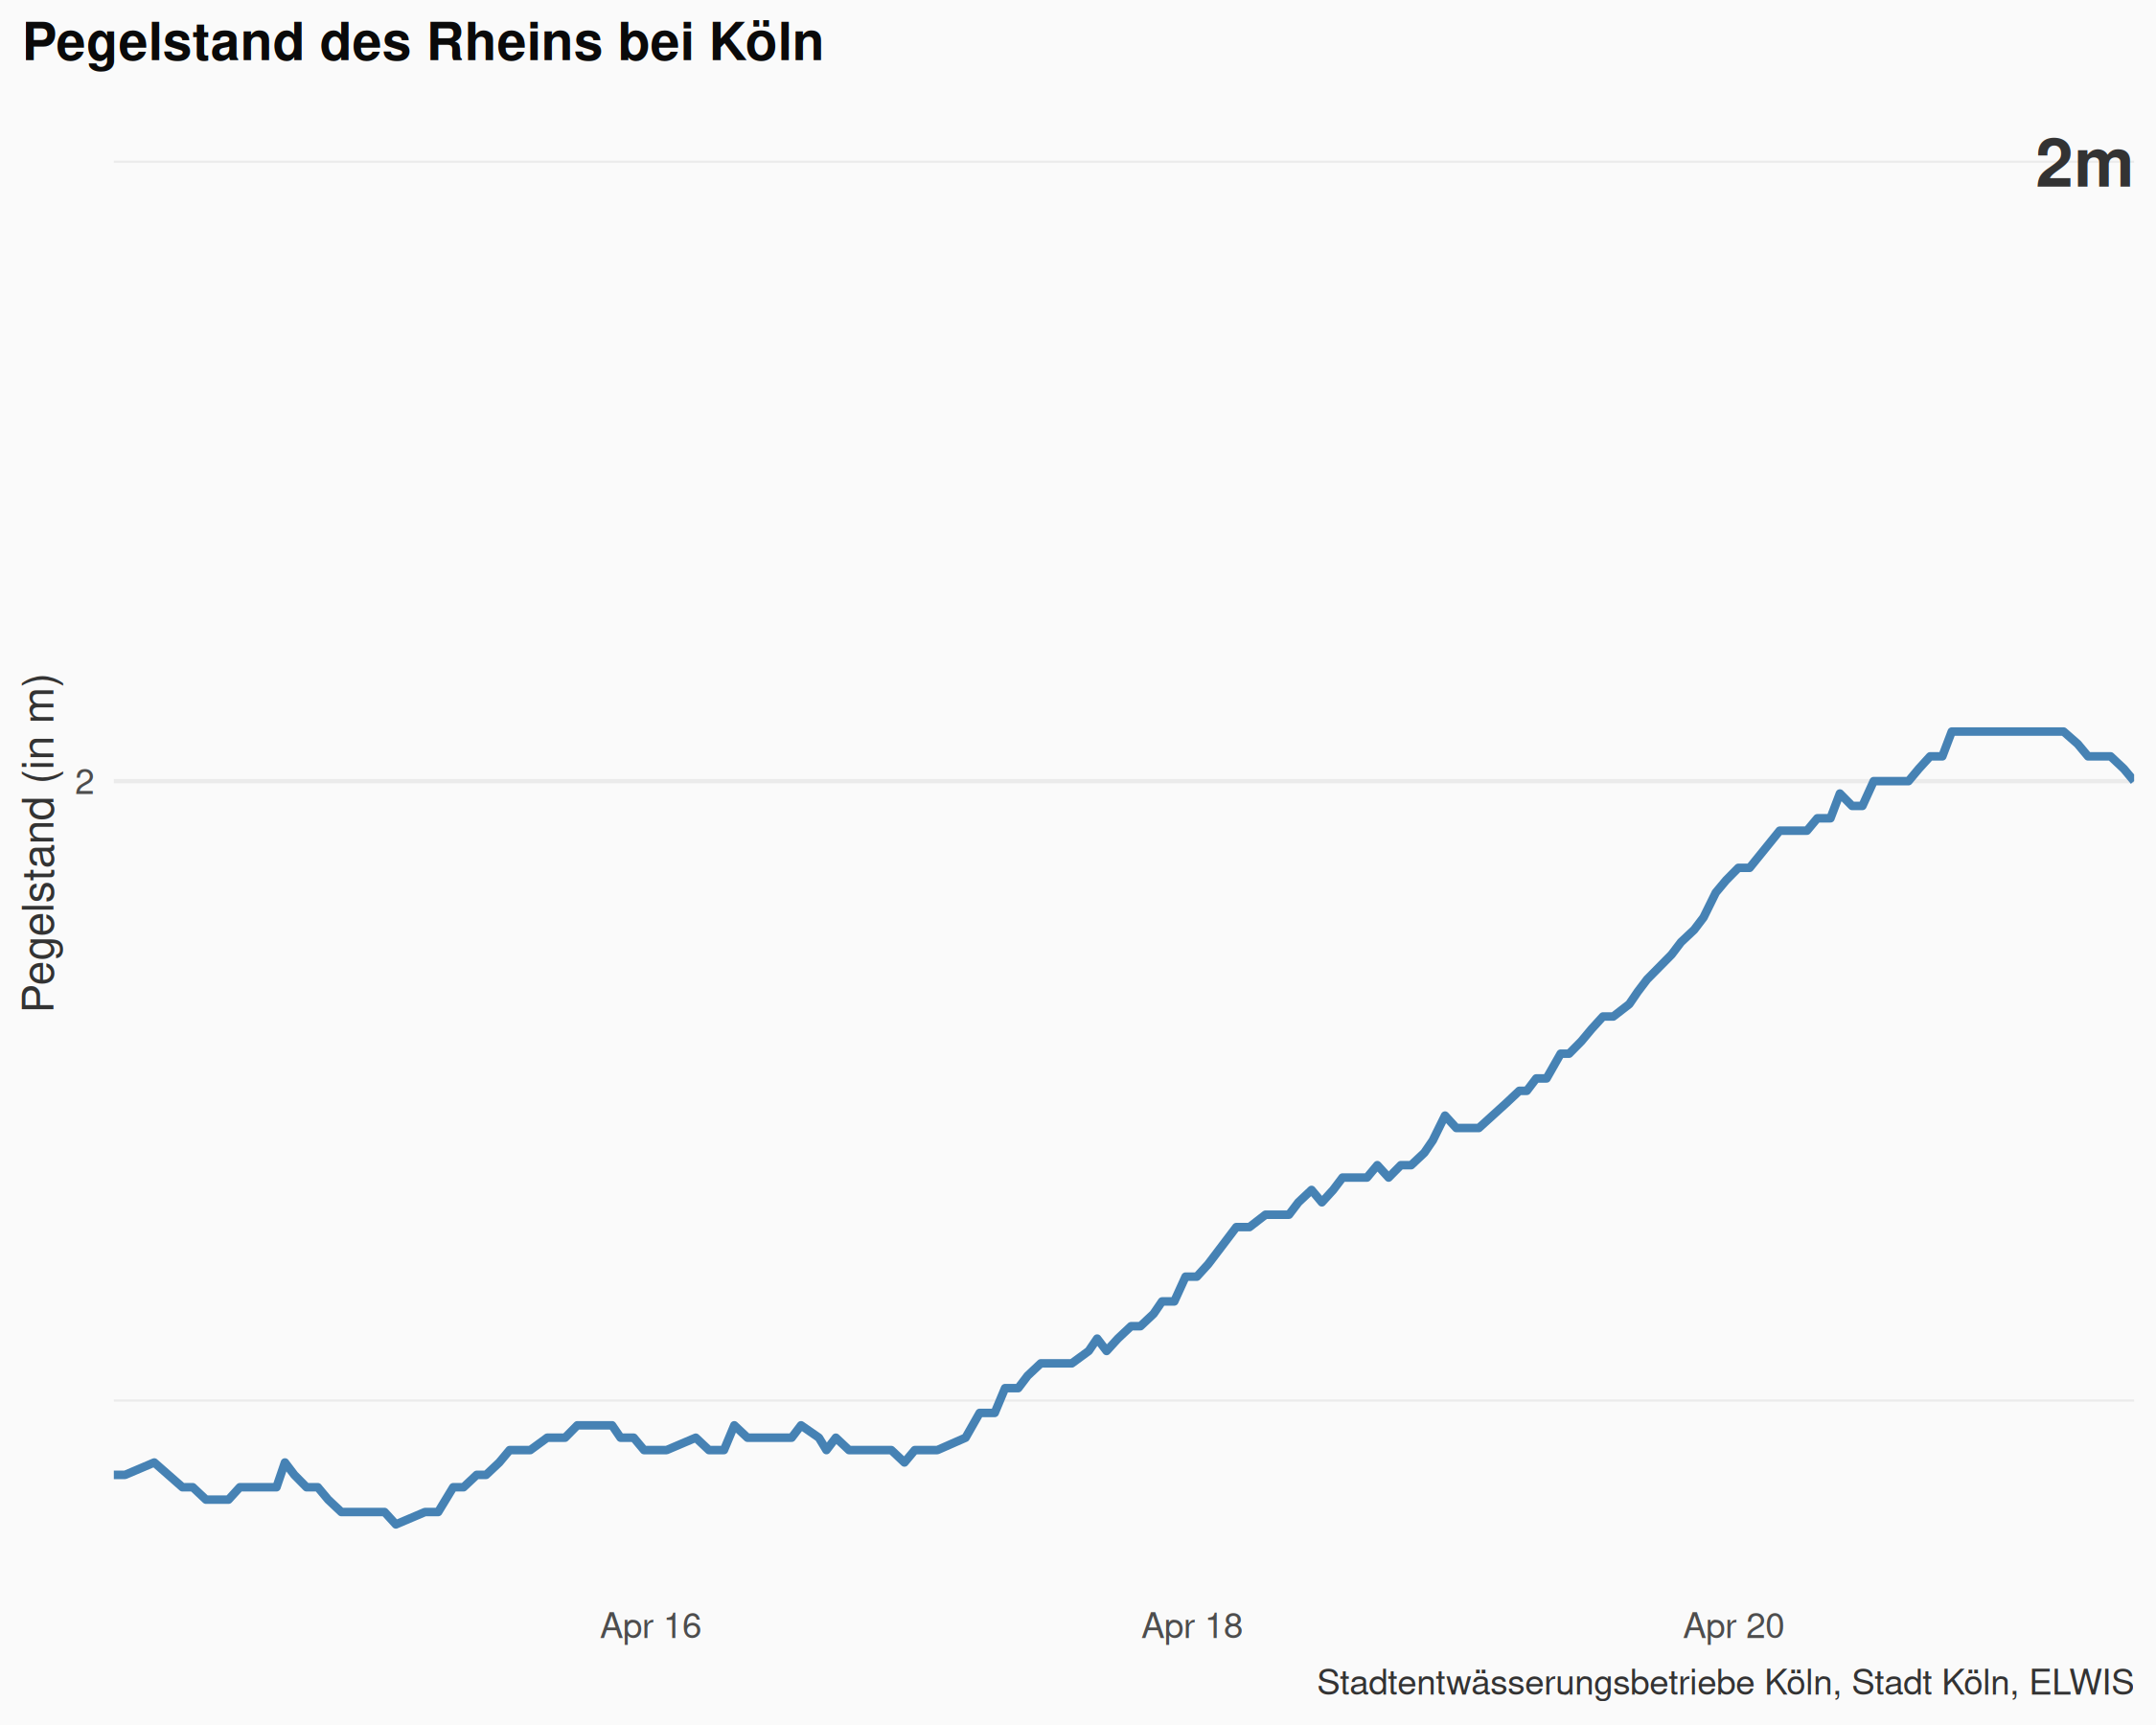 Pegelstand des Rheins bei Köln
2m
Pegelstand (in m)
2
Apr 16
Apr 18
Apr 20
Stadtentwässerungsbetriebe Köln, Stadt Köln, ELWIS